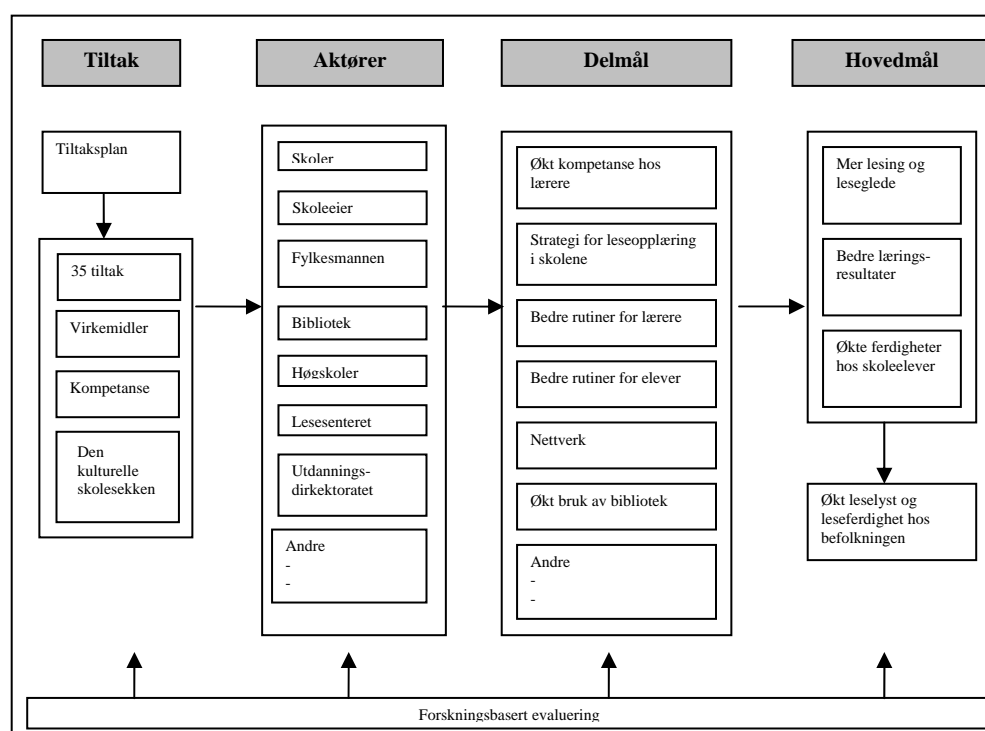 Tiltak
Aktører
Delmål
Hovedmål
Tiltaksplan
35 tiltak
Virkemidler
Kompetanse
Den
kulturelle
skolesekken
Skoler
Skoleeier
Fylkesmannen
Bibliotek
Høgskoler
Lesesenteret
Utdannings-
dirkektoratet
Andre
-
-
Økt kompetanse hos
lærere
Strategi for leseopplæring
i skolene
Bedre rutiner for lærere
Bedre rutiner for elever
Nettverk
Økt bruk av bibliotek
Andre
-
-
Mer lesing og
leseglede
Bedre lærings-
resultater
Økte ferdigheter
hos skoleelever
Økt leselyst og
leseferdighet hos
befolkningen
Forskningsbasert evaluering